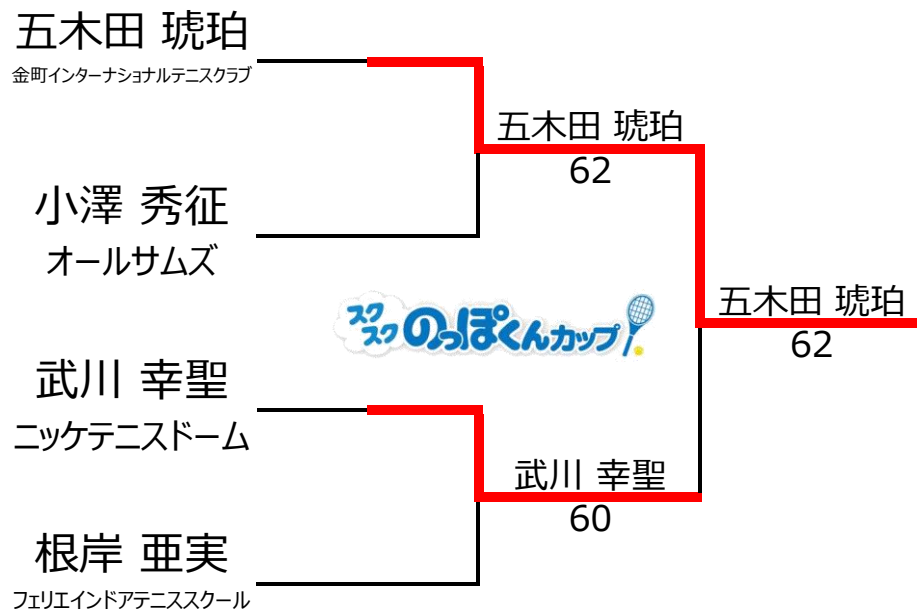 五木田 琥珀
金町インターナショナルテニスクラブ
五木田 琥珀
62
小澤 秀征
オールサムズ
スクスク のっぽくんカップ
五木田 琥珀
62
武川 幸聖
ニッケテニスドーム
武川 幸聖
60
根岸 亜実
フェリエインドアテニススクール